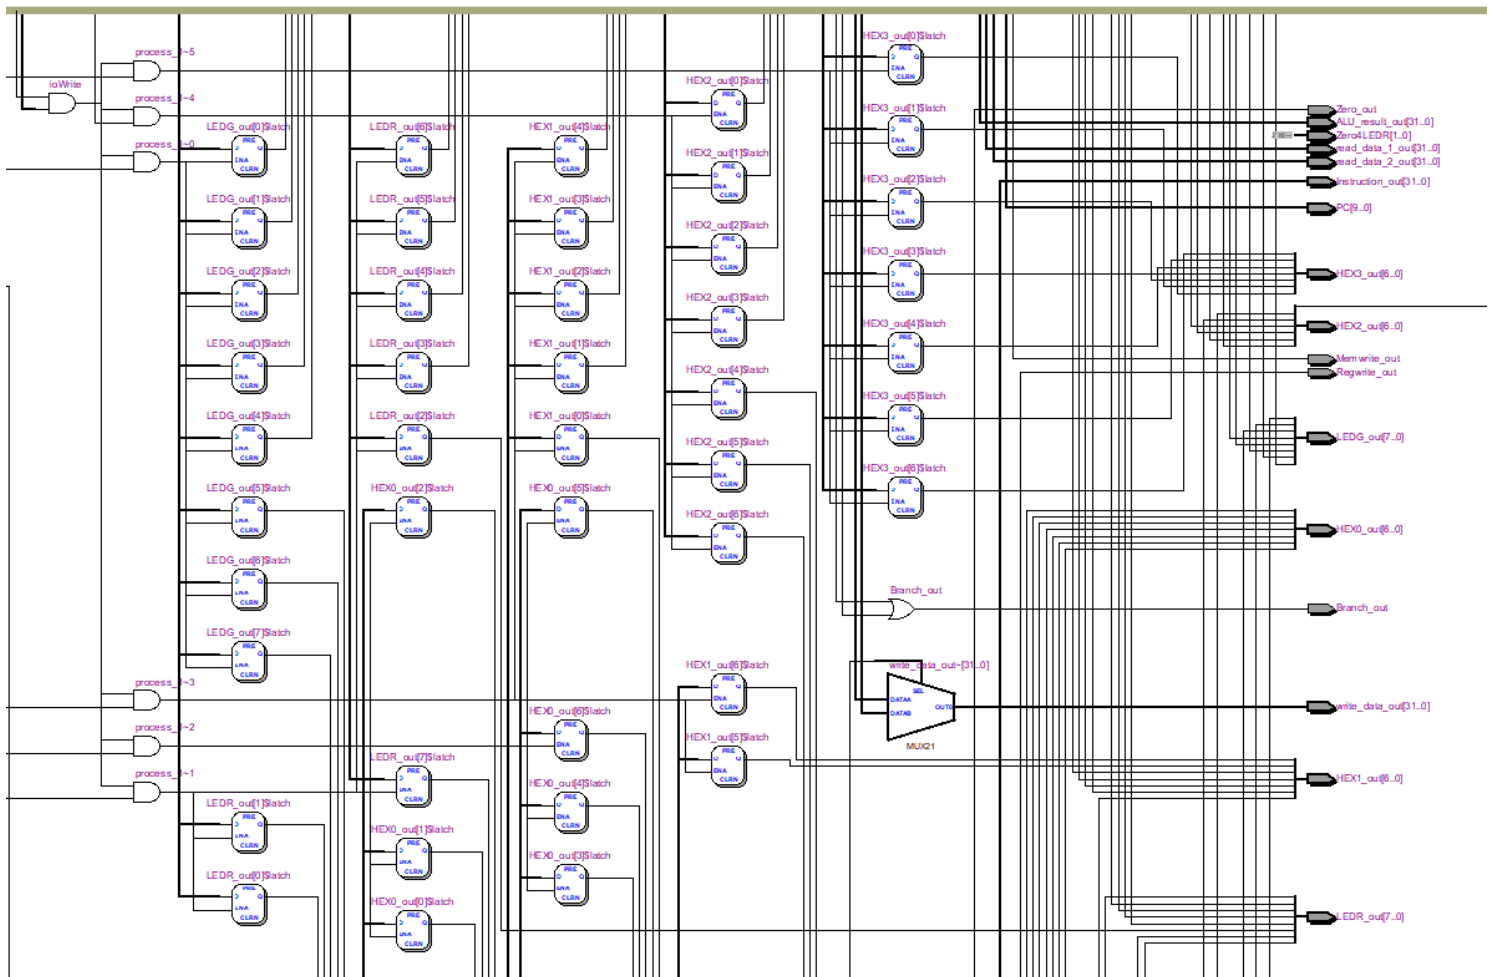 process_1~5
ioWrite
process_1~4
process_1~0
process_1~3
process_1~2
process_1~1
LEDG_out[0]$latch
LEDG_out[1]$latch
LEDG_out[2]$latch
LEDG_out[3]$latch
LEDG_out[4]$latch
LEDG_out[5]$latch
LEDG_out[6]$latch
LEDG_out[7]$latch
LEDR_out[1]$latch
LEDR_out[0]$latch
LEDR_out[6]$latch
LEDR_out[5]$latch
LEDR_out[4]$latch
LEDR_out[3]$latch
LEDR_out[2]$latch
HEX0_out[2]$latch
LEDR_out[7]$latch
HEX0_out[1]$latch
HEX0_out[0]$latch
HEX1_out[4]$latch
HEX1_out[3]$latch
HEX1_out[2]$latch
HEX1_out[1]$latch
HEX1_out[0]$latch
HEX0_out[5]$latch
HEX0_out[6]$latch
HEX0_out[4]$latch
HEX0_out[3]$latch
HEX2_out[0]$latch
HEX2_out[1]$latch
HEX2_out[2]$latch
HEX2_out[3]$latch
HEX2_out[4]$latch
HEX2_out[5]$latch
HEX2_out[6]$latch
HEX1_out[6]$latch
HEX1_out[5]$latch
HEX3_out[0]$latch
HEX3_out[1]$latch
HEX3_out[2]$latch
HEX3_out[3]$latch
HEX3_out[4]$latch
HEX3_out[5]$latch
HEX3_out[6]$latch
PRE
D Q
ENA
CLRN
Branch_out
write_data_out~[31..0]
SEL
DATAA
OUT0
DATAB
MUX21
Zero_out
ALU_result_out[31..0]
Zero4LEDR[1..0]
read_data_1_out[31..0]
read_data_2_out[31..0]
Instruction_out[31..0]
PC[9..0]
HEX3_out[6..0]
HEX2_out[6..0]
Memwrite_out
Regwrite_out
LEDG_out[7..0]
HEX0_out[6..0]
Branch_out
write_data_out[31..0]
HEX1_out[6..0]
LEDR_out[7..0]